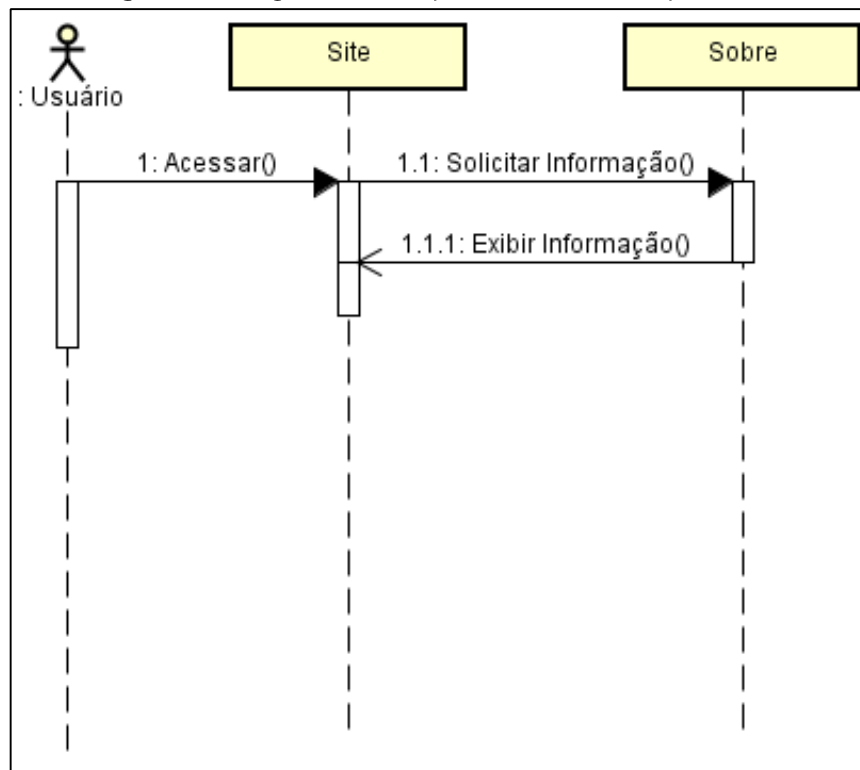 Site
Sobre
: Usuário
1: Acessar()
1.1: Solicitar Informação()
1.1.1: Exibir Informação()